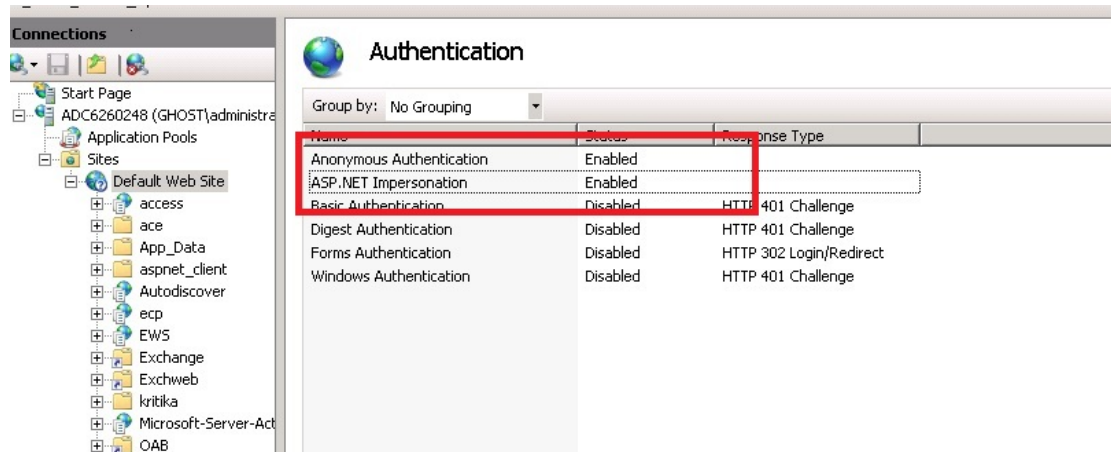 Connections
Start Page
ADC6260248 (GHOST\administra
Application Pools
Sites
Default Web Site
access
ace
App_Data
aspnet_client
Autodiscover
ecp
EWS
Exchange
Exchweb
kritika
Microsoft-Server-Act
OAB
Authentication
Group by: No Grouping
Name Status Response Type
Anonymous Authentication Enabled
ASP.NET Impersonation Enabled
Basic Authentication Disabled HTTP 401 Challenge
Digest Authentication Disabled HTTP 401 Challenge
Forms Authentication Disabled HTTP 302 Login/Redirect
Windows Authentication Disabled HTTP 401 Challenge